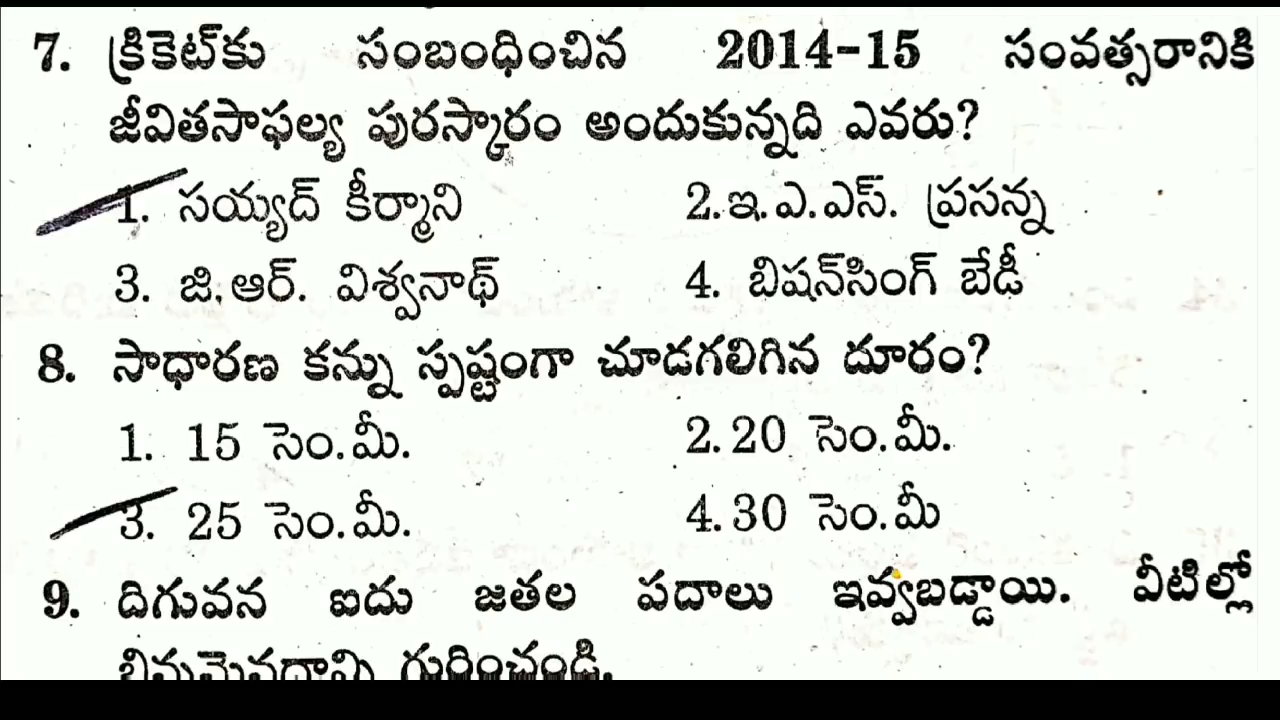 7. క్రికెట్‌కు సంబంధించిన 2014-15 సంవత్సరానికి
జీవితసాఫల్య పురస్కారం అందుకున్నది ఎవరు?
1. సయ్యద్ కీర్మాని 2. ఇ.ఎ.ఎస్. ప్రసన్న
3. జి.ఆర్. విశ్వనాథ్ 4. బిషన్‌సింగ్ బేడీ
8. సాధారణ కన్ను స్పష్టంగా చూడగలిగిన దూరం?
1. 15 సెం.మీ. 2. 20 సెం.మీ.
3. 25 సెం.మీ. 4. 30 సెం.మీ
9. దిగువన ఐదు జతల పదాలు ఇవ్వబడ్డాయి. వీటిల్లో
భిన్నమైనదాన్ని గుర్తించండి.